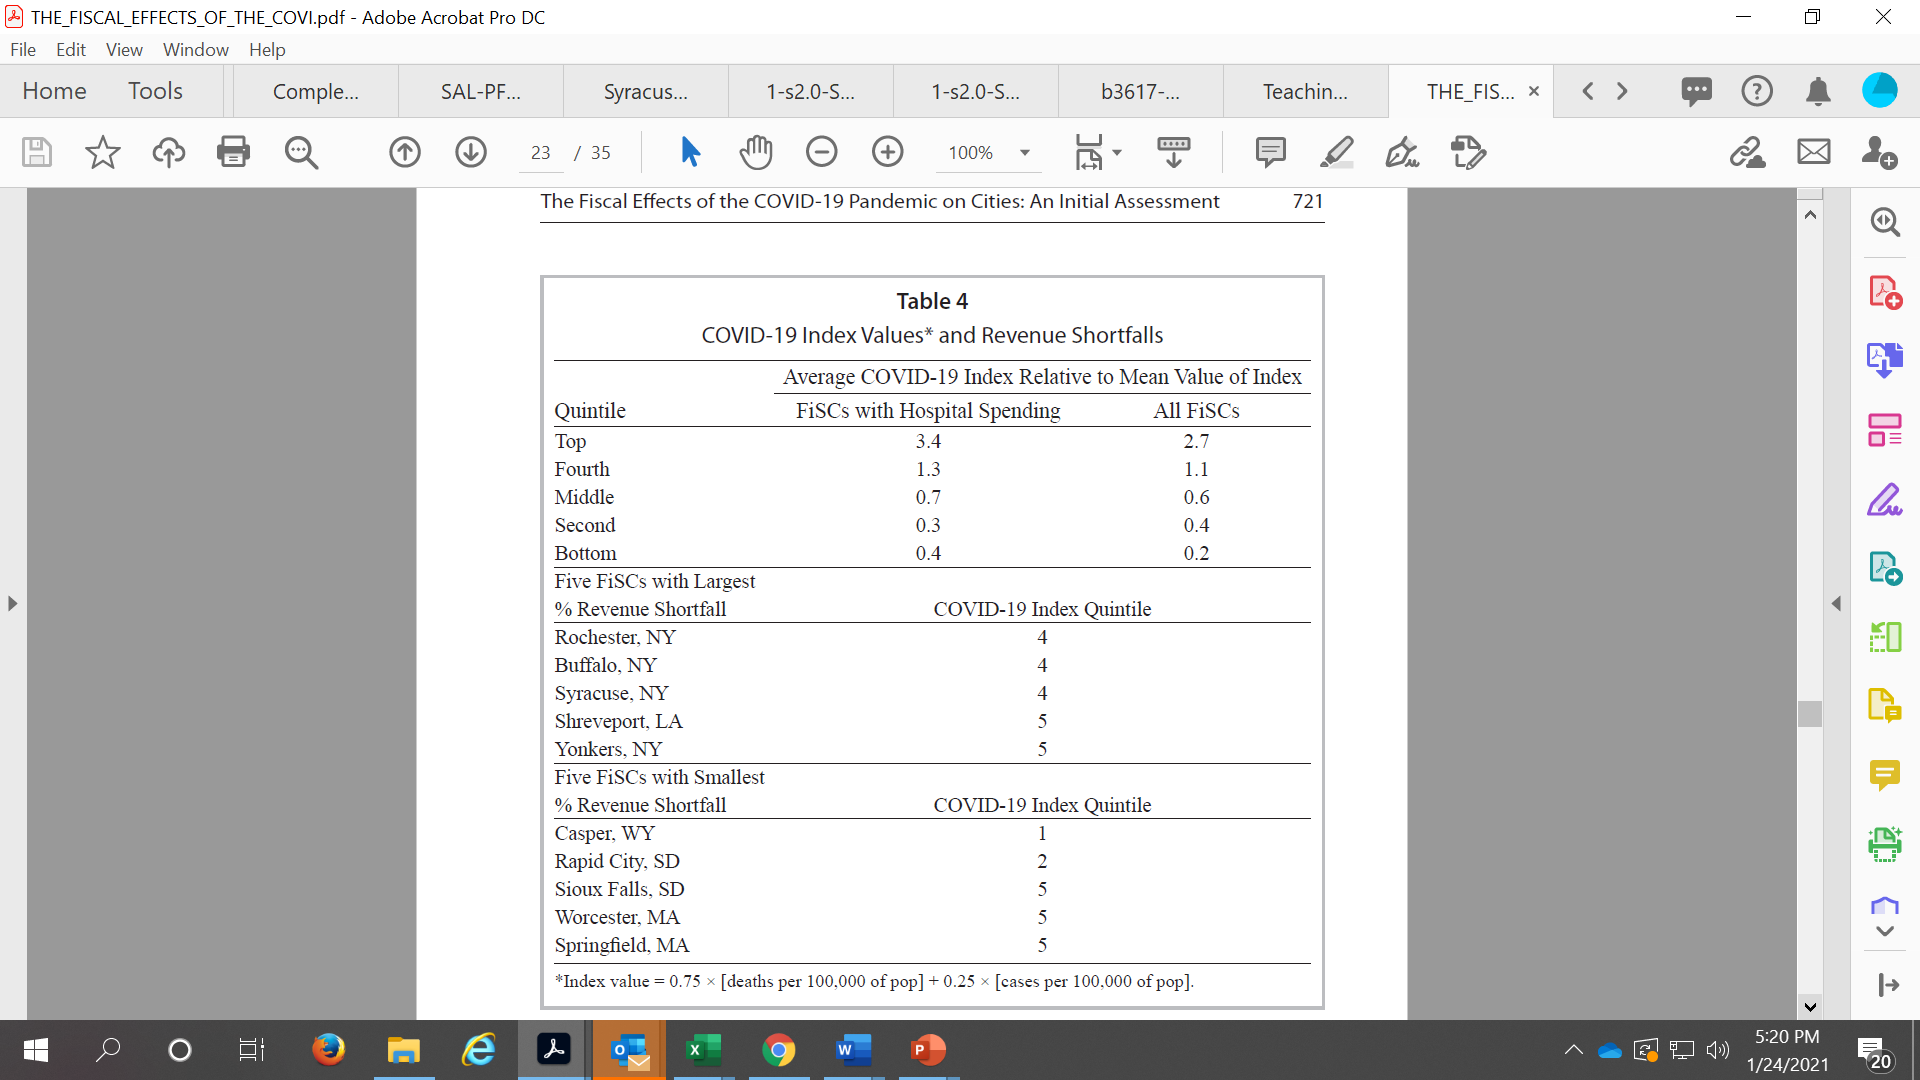 THE_FISCAL_EFFECTS_OF_THE_COVI.pdf - Adobe Acrobat Pro DC
File Edit View Window Help
Home Tools Comple... SAL-PF... Syracus... 1-s2.0-S... 1-s2.0-S... b3617-... Teachin... THE_FIS... ×
23 / 35 100%
The Fiscal Effects of the COVID-19 Pandemic on Cities: An Initial Assessment 721
Table 4
COVID-19 Index Values* and Revenue Shortfalls
Average COVID-19 Index Relative to Mean Value of Index
Quintile FiSCs with Hospital Spending All FiSCs
Top 3.4 2.7
Fourth 1.3 1.1
Middle 0.7 0.6
Second 0.3 0.4
Bottom 0.4 0.2
Five FiSCs with Largest
% Revenue Shortfall COVID-19 Index Quintile
Rochester, NY 4
Buffalo, NY 4
Syracuse, NY 4
Shreveport, LA 5
Yonkers, NY 5
Five FiSCs with Smallest
% Revenue Shortfall COVID-19 Index Quintile
Casper, WY 1
Rapid City, SD 2
Sioux Falls, SD 5
Worcester, MA 5
Springfield, MA 5
*Index value = 0.75 × [deaths per 100,000 of pop] + 0.25 × [cases per 100,000 of pop].
5:20 PM
1/24/2021
20